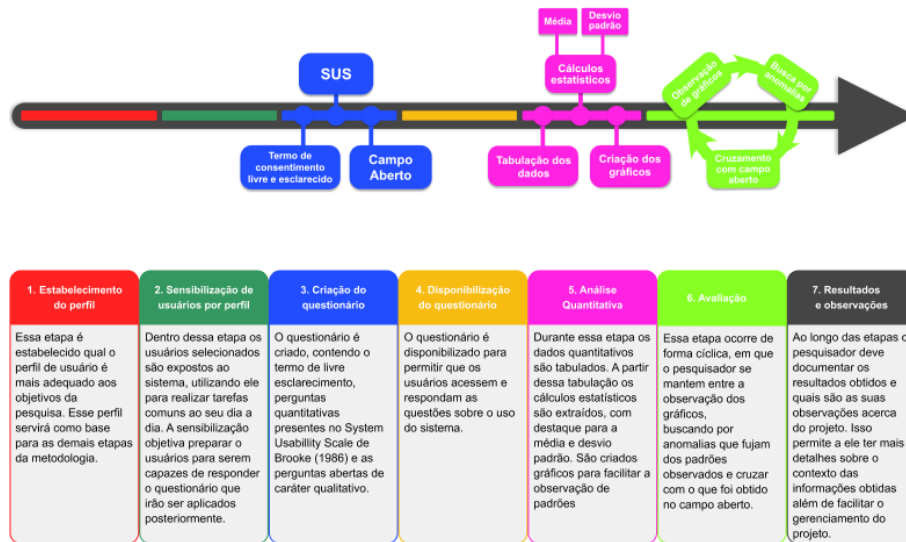 Média
Desvio
padrão
SUS
Cálculos
estatísticos
Observação
de gráficos
Busca por
anomalias
Termo de
consentimento
livre e esclarecido
Campo
Aberto
Tabulação dos
dados
Criação dos
gráficos
Cruzamento
com campo
aberto
1. Estabelecimento
do perfil
Essa etapa é
estabelecido qual o
perfil de usuário é
mais adequado aos
objetivos da
pesquisa. Esse perfil
servirá como base
para as demais etapas
da metodologia.
2. Sensibilização de
usuários por perfil
Dentro dessa etapa os
usuários selecionados
são expostos ao
sistema, utilizando ele
para realizar tarefas
comuns ao seu dia a
dia. A sensibilização
objetiva preparar o
usuários para serem
capazes de responder
o questionário que
irão ser aplicados
posteriormente.
3. Criação do
questionário
O questionário é
criado, contendo o
termo de livre
esclarecimento,
perguntas
quantitativas
presentes no System
Usabillity Scale de
Brooke (1986) e as
perguntas abertas de
caráter qualitativo.
4. Disponibilização
do questionário
O questionário é
disponibilizado para
permitir que os
usuários acessem e
respondam as
questões sobre o uso
do sistema.
5. Análise
Quantitativa
Durante essa etapa os
dados quantitativos
são tabulados. A partir
dessa tabulação os
cálculos estatísticos
são extraídos, com
destaque para a
média e desvio
padrão. São criados
gráficos para facilitar a
observação de
padrões
6. Avaliação
Essa etapa ocorre de
forma cíclica, em que
o pesquisador se
mantem entre a
observação dos
gráficos,
buscando por
anomalias que fujam
dos padrões
observados e cruzar
com o que foi obtido
no campo aberto.
7. Resultados
e observações
Ao longo das etapas o
pesquisador deve
documentar os
resultados obtidos e
quais são as suas
observações acerca
do projeto. Isso
permite a ele ter mais
detalhes sobre o
contexto das
informações obtidas
além de facilitar o
gerenciamento do
projeto.